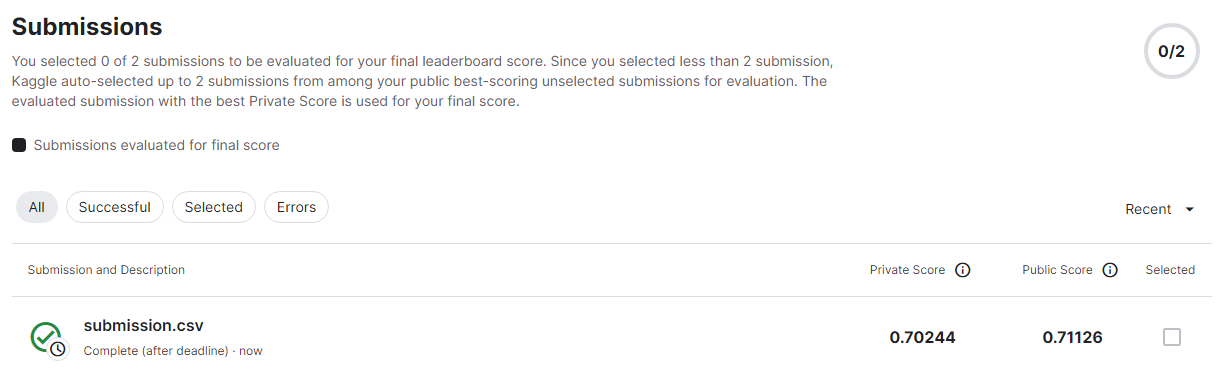 Submissions
You selected 0 of 2 submissions to be evaluated for your final leaderboard score. Since you selected less than 2 submission,
Kaggle auto-selected up to 2 submissions from among your public best-scoring unselected submissions for evaluation. The
evaluated submission with the best Private Score is used for your final score.
0/2
Submissions evaluated for final score
All Successful Selected Errors Recent
Submission and Description Private Score Public Score Selected
submission.csv
Complete (after deadline) · now
0.70244 0.71126